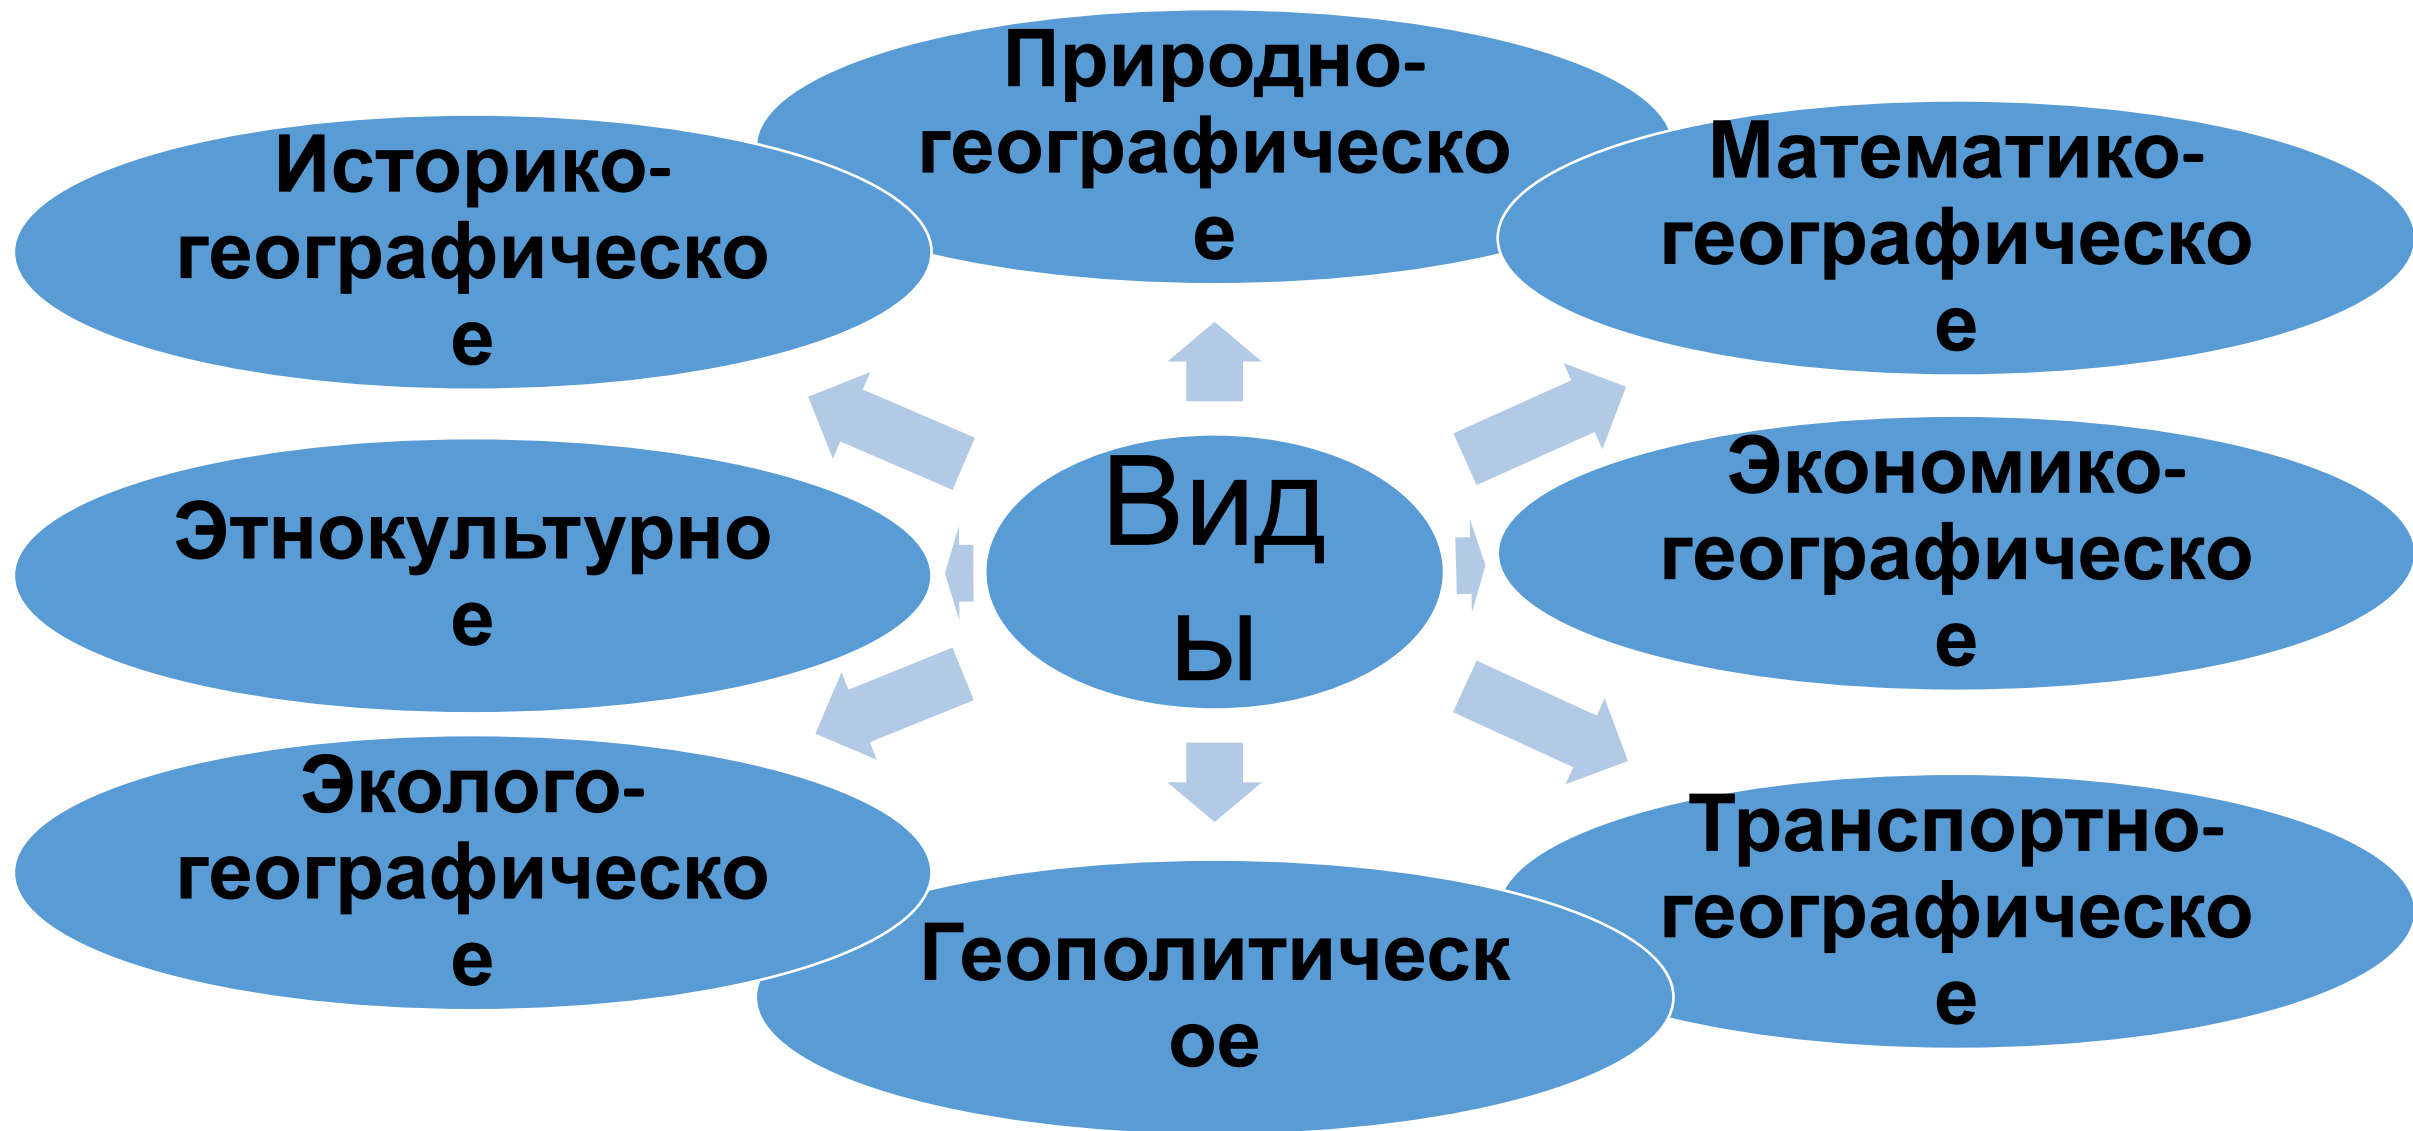 Природно-
географическо
е
Математико-
географическо
е
Экономико-
географическо
е
Транспортно-
географическо
е
Геополитическ
ое
Эколого-
географическо
е
Этнокультурно
е
Историко-
географическо
е
Вид
ы